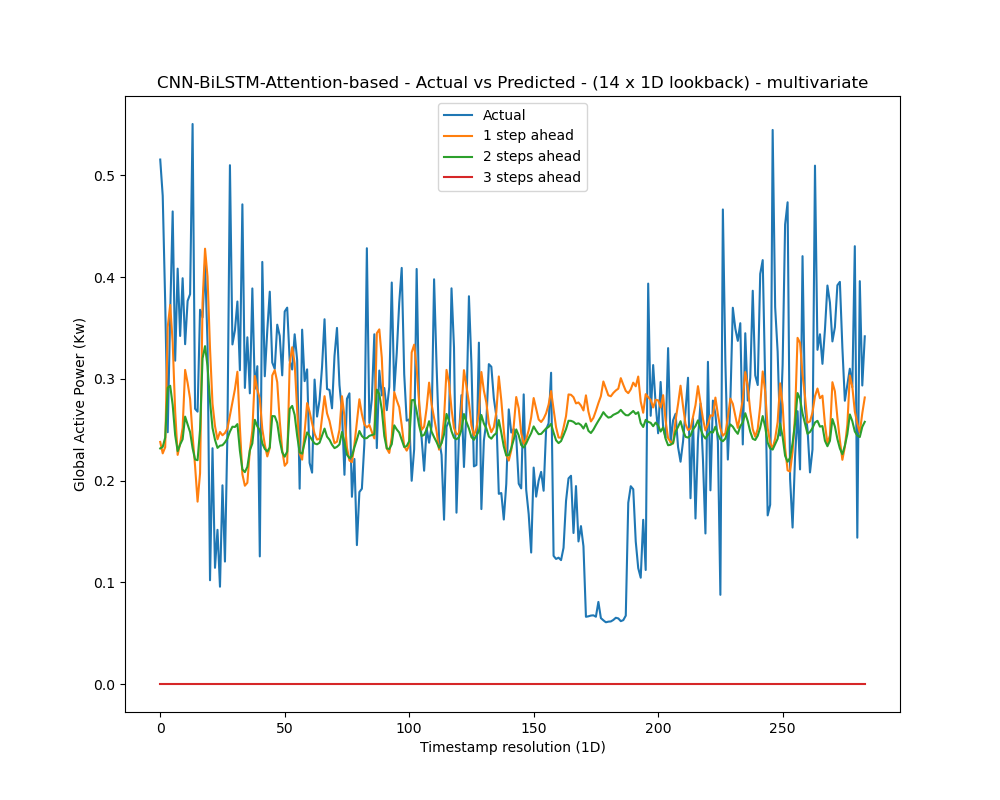 CNN-BiLSTM-Attention-based - Actual vs Predicted - (14 x 1D lookback) - multivariate
Actual
1 step ahead
2 steps ahead
3 steps ahead
Global Active Power (Kw)
0.5
0.4
0.3
0.2
0.1
0.0
0 50 100 150 200 250
Timestamp resolution (1D)